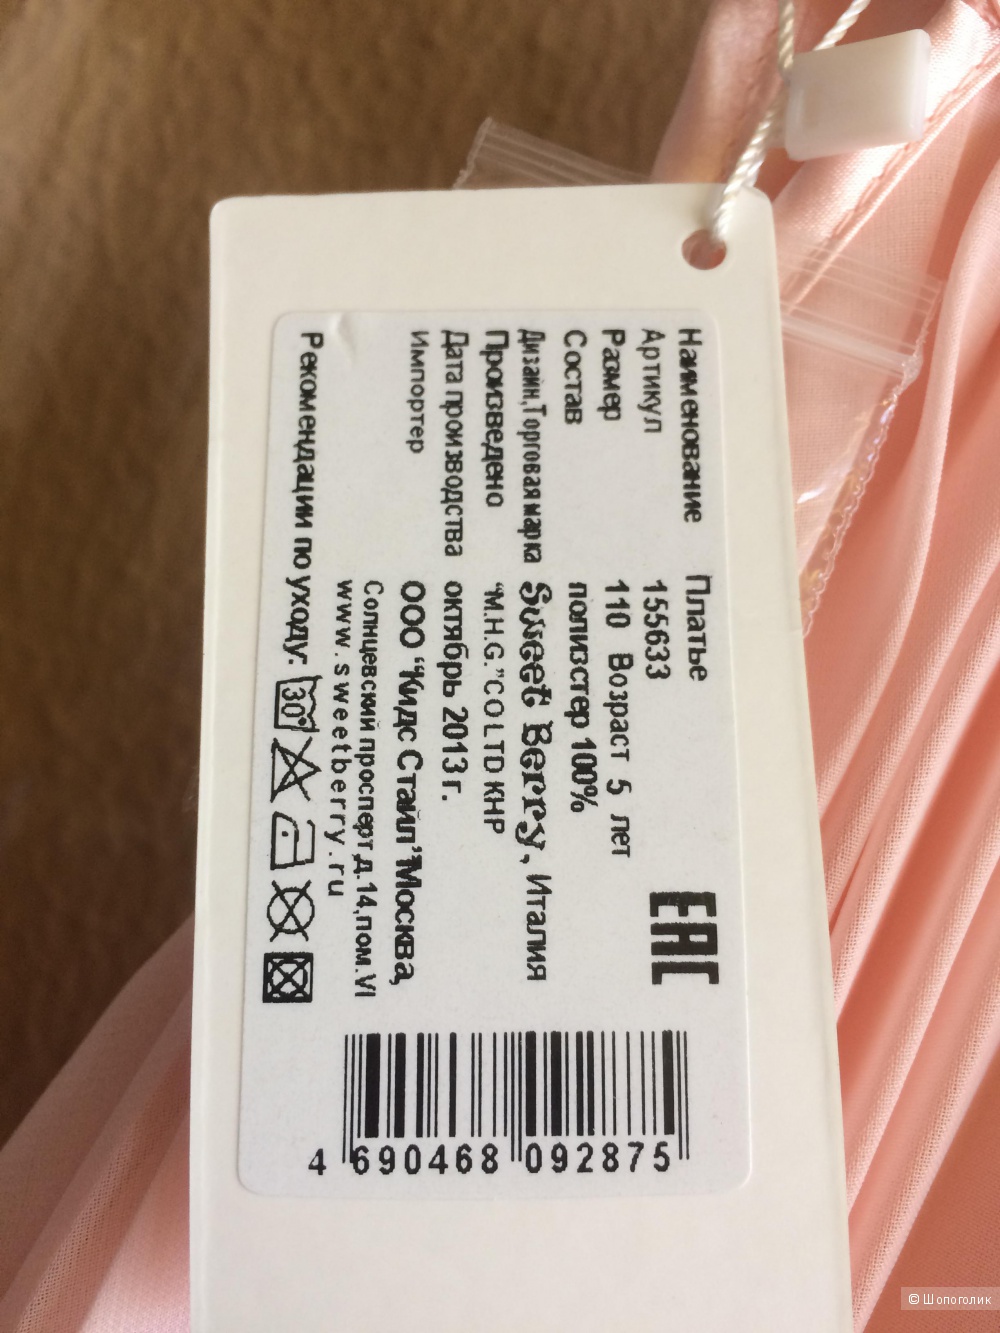 Наименование Платье
Артикул 155633
Размер 110 Возраст 5 лет
Состав полиэстер 100%
Дизайн,Торговая марка Sweet Berry, Италия
Произведено "M.H.G."CO LTD КНР
Дата производства октябрь 2013 г.
Импортер ООО "Кидс Стайл"Москва,
Солнцевский проспект д.14,пом.VI
www.sweetberry.ru
Рекомендации по уходу: 30°
EAC
4 690468 092875
© Шопоголик